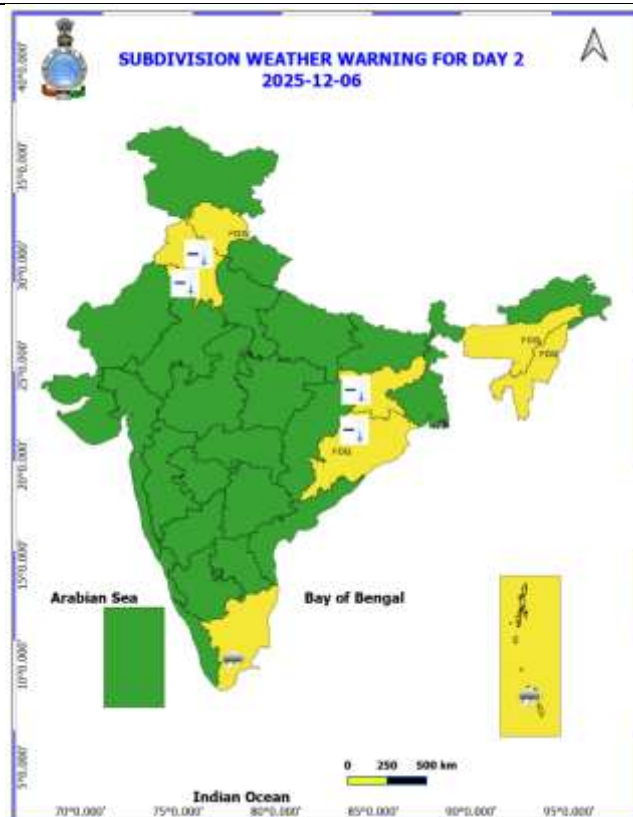 SUBDIVISION WEATHER WARNING FOR DAY 2
2025-12-06
40°0.000'
35°0.000'
30°0.000'
25°0.000'
20°0.000'
15°0.000'
10°0.000'
5°0.000'
FOG
FOG
FOG
FOG
Arabian Sea
Bay of Bengal
0 250 500 km
Indian Ocean
70°0.000' 75°0.000' 80°0.000' 85°0.000' 90°0.000' 95°0.000'